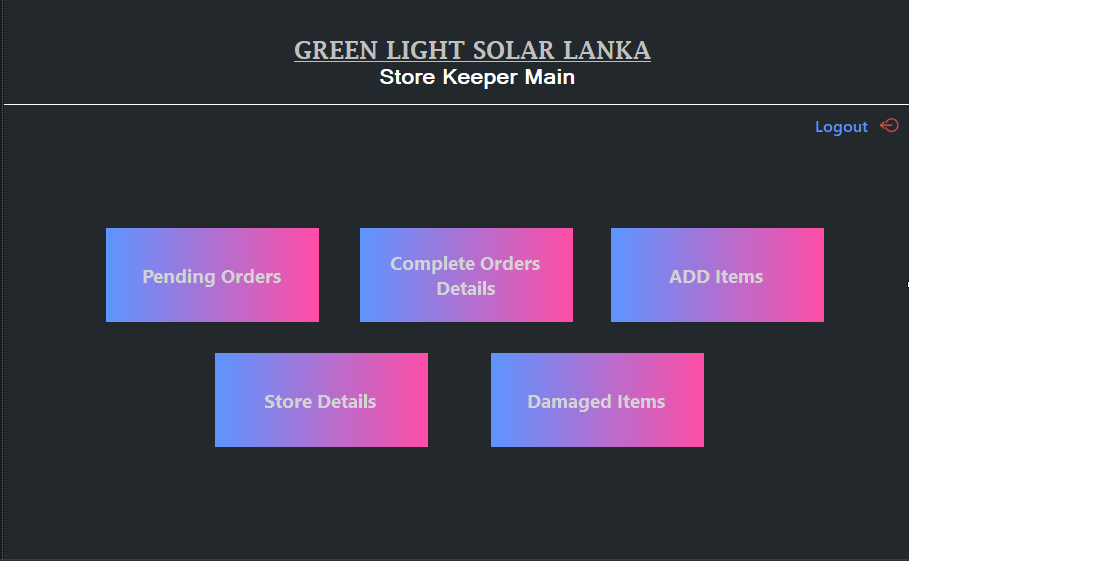 GREEN LIGHT SOLAR LANKA
Store Keeper Main
Logout
Pending Orders
Complete Orders
Details
ADD Items
Store Details
Damaged Items